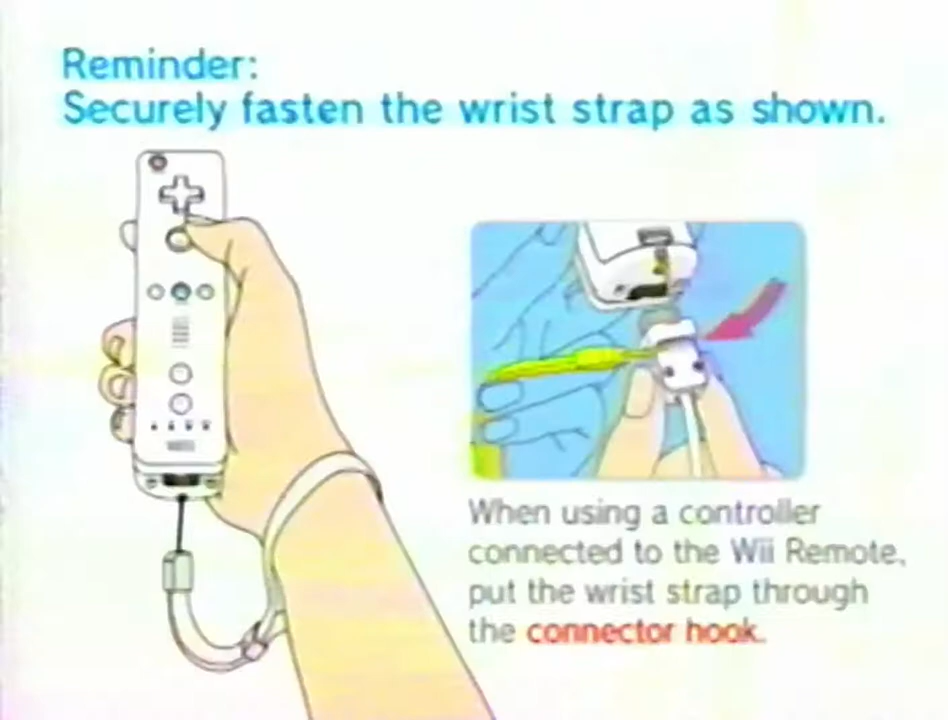 Reminder:
Securely fasten the wrist strap as shown.
When using a controller
connected to the Wii Remote,
put the wrist strap through
the connector hook.